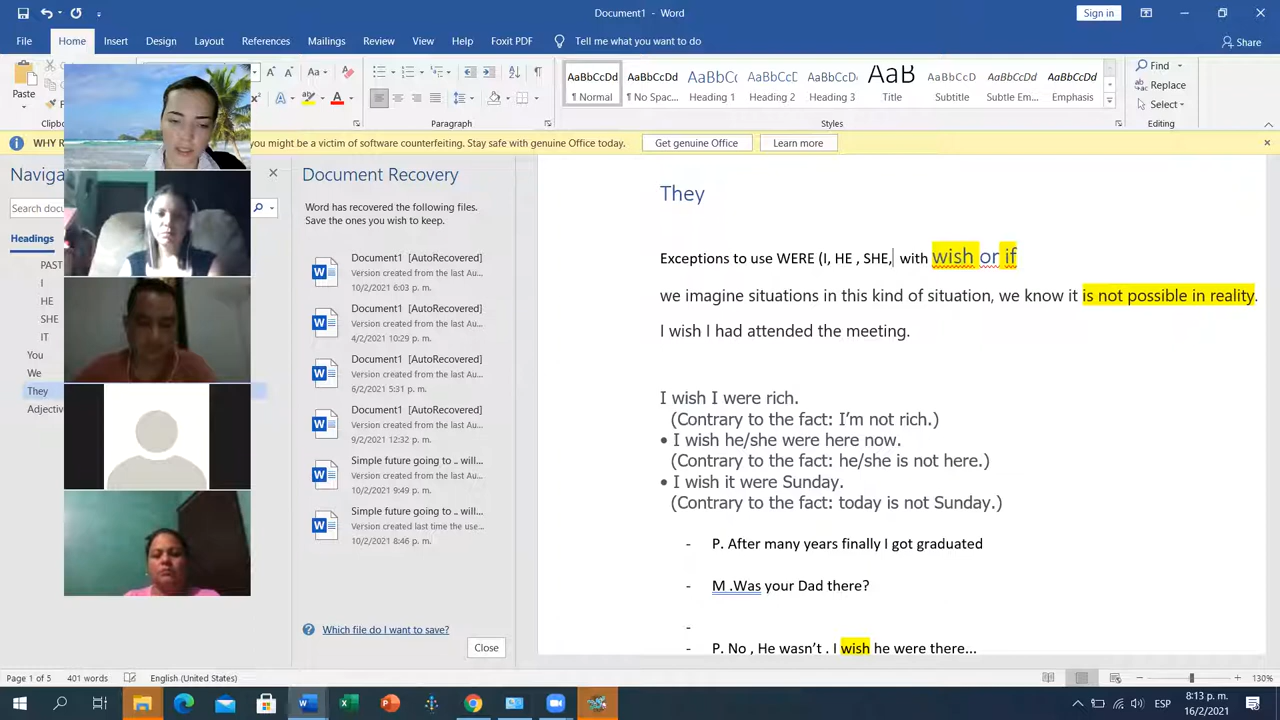 Document1 - Word
Sign in
File Home Insert Design Layout References Mailings Review View Help Foxit PDF Tell me what you want to do
Share
Paste
Aa
AaBbCcDd AaBbCcDd AaBbC( AaBbCcD AaBbCcD AaB AaBbCcD AaBbCcDd AaBbCcDd
¶ Normal ¶ No Spac... Heading 1 Heading 2 Heading 3 Title Subtitle Subtle Em... Emphasis
Find
Replace
Select
Paragraph
Styles
Editing
WHY R
you might be a victim of software counterfeiting. Stay safe with genuine Office today.
Get genuine Office
Learn more
Naviga
Search doc
Headings
PAST
I
HE
SHE
IT
You
We
They
Adjectiv
Document Recovery
Word has recovered the following files.
Save the ones you wish to keep.
Document1 [AutoRecovered]
Version created from the last Au...
10/2/2021 6:03 p. m.
Document1 [AutoRecovered]
Version created from the last Au...
4/2/2021 10:29 p. m.
Document1 [AutoRecovered]
Version created from the last Au...
6/2/2021 5:31 p. m.
Document1 [AutoRecovered]
Version created from the last Au...
9/2/2021 12:32 p. m.
Simple future going to .. will...
Version created from the last Au...
10/2/2021 9:49 p. m.
Simple future going to .. will...
Version created last time the use...
10/2/2021 8:46 p. m.
Which file do I want to save?
Close
They
Exceptions to use WERE (I, HE , SHE, with wish or if
we imagine situations in this kind of situation, we know it is not possible in reality.
I wish I had attended the meeting.
I wish I were rich.
(Contrary to the fact: I’m not rich.)
• I wish he/she were here now.
(Contrary to the fact: he/she is not here.)
• I wish it were Sunday.
(Contrary to the fact: today is not Sunday.)
- P. After many years finally I got graduated
- M .Was your Dad there?
-
- P. No , He wasn’t . I wish he were there...
Page 1 of 5 401 words English (United States)
130%
ESP
8:13 p. m.
16/2/2021